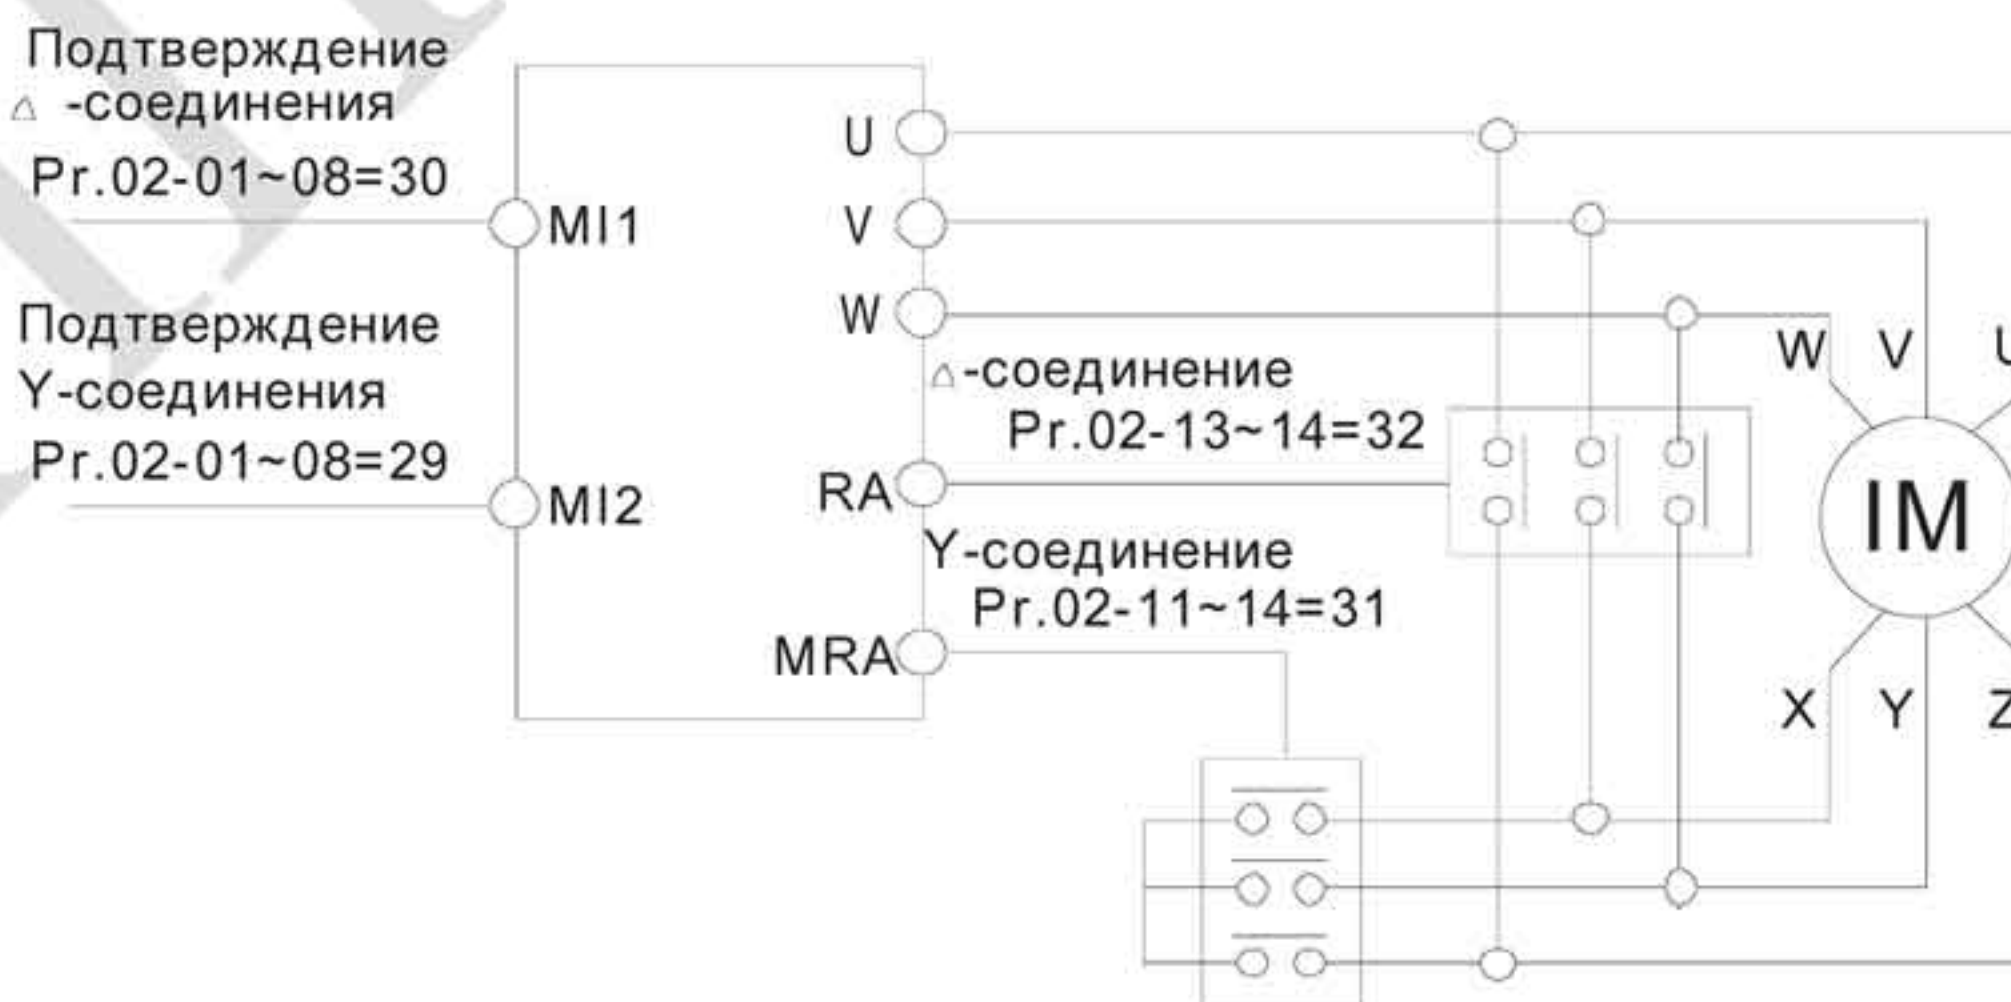 Подтверждение
△ -соединения
Pr.02-01~08=30
MI1
Подтверждение
Y-соединения
Pr.02-01~08=29
MI2
U
V
W
△-соединение
Pr.02-13~14=32
RA
Y-соединение
Pr.02-11~14=31
MRA
W V U
IM
X Y Z